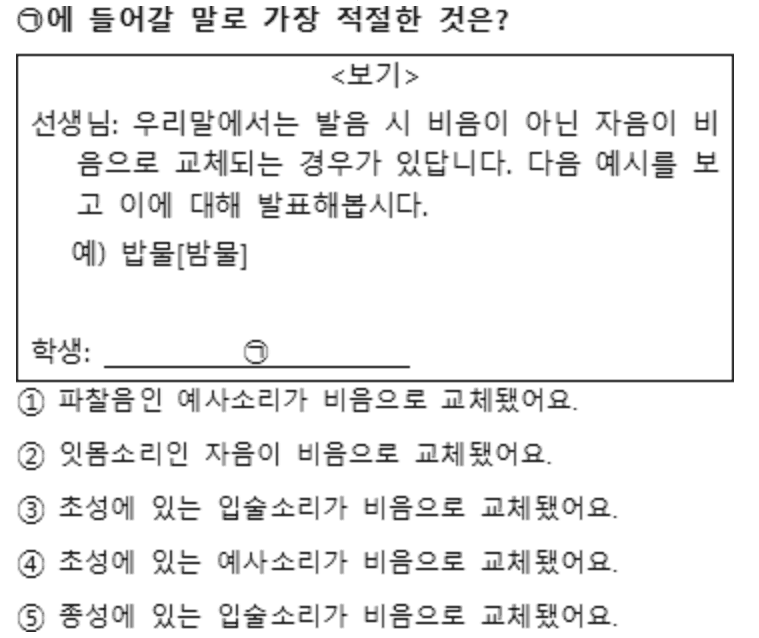 ㉠에 들어갈 말로 가장 적절한 것은?
<보기>
선생님: 우리말에서는 발음 시 비음이 아닌 자음이 비
음으로 교체되는 경우가 있답니다. 다음 예시를 보
고 이에 대해 발표해봅시다.
예) 밥물[밤물]
학생: ㉠
① 파찰음인 예사소리가 비음으로 교체됐어요.
② 잇몸소리인 자음이 비음으로 교체됐어요.
③ 초성에 있는 입술소리가 비음으로 교체됐어요.
④ 초성에 있는 예사소리가 비음으로 교체됐어요.
⑤ 종성에 있는 입술소리가 비음으로 교체됐어요.